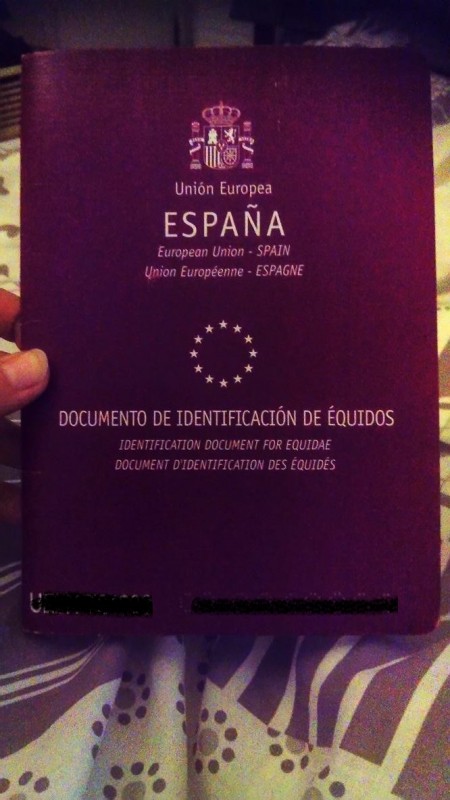 Unión Europea
ESPAÑA
European Union - SPAIN
Union Européenne - ESPAGNE
DOCUMENTO DE IDENTIFICACIÓN DE ÉQUIDOS
IDENTIFICATION DOCUMENT FOR EQUIDAE
DOCUMENT D'IDENTIFICATION DES ÉQUIDÉS